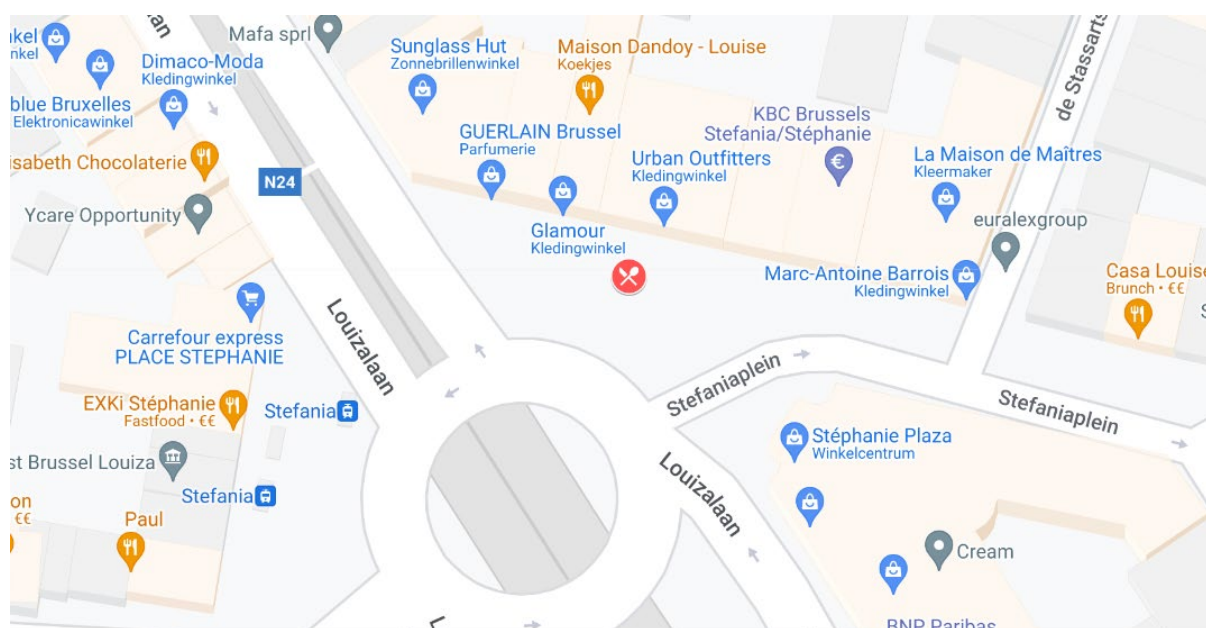 Mafa sprl
nkel
nkel
Dimaco-Moda
Kledingwinkel
Sunglass Hut
Zonnebrillenwinkel
Maison Dandoy - Louise
Koekjes
de Stassarts
blue Bruxelles
Elektronicawinkel
GUERLAIN Brussel
Parfumerie
KBC Brussels
Stefania/Stéphanie
€
isabeth Chocolaterie
Urban Outfitters
Kledingwinkel
La Maison de Maîtres
Kleermaker
N24
Ycare Opportunity
Glamour
Kledingwinkel
euralexgroup
Marc-Antoine Barrois
Kledingwinkel
Casa Louise
Brunch • €€
Louizalaan
Carrefour express
PLACE STEPHANIE
Stefaniaplein
EXKi Stéphanie
Fastfood • €€
Stefania
Stefaniaplein
Stéphanie Plaza
Winkelcentrum
st Brussel Louiza
Stefania
Louizalaan
on
€€
Paul
Cream
BNP Paribas